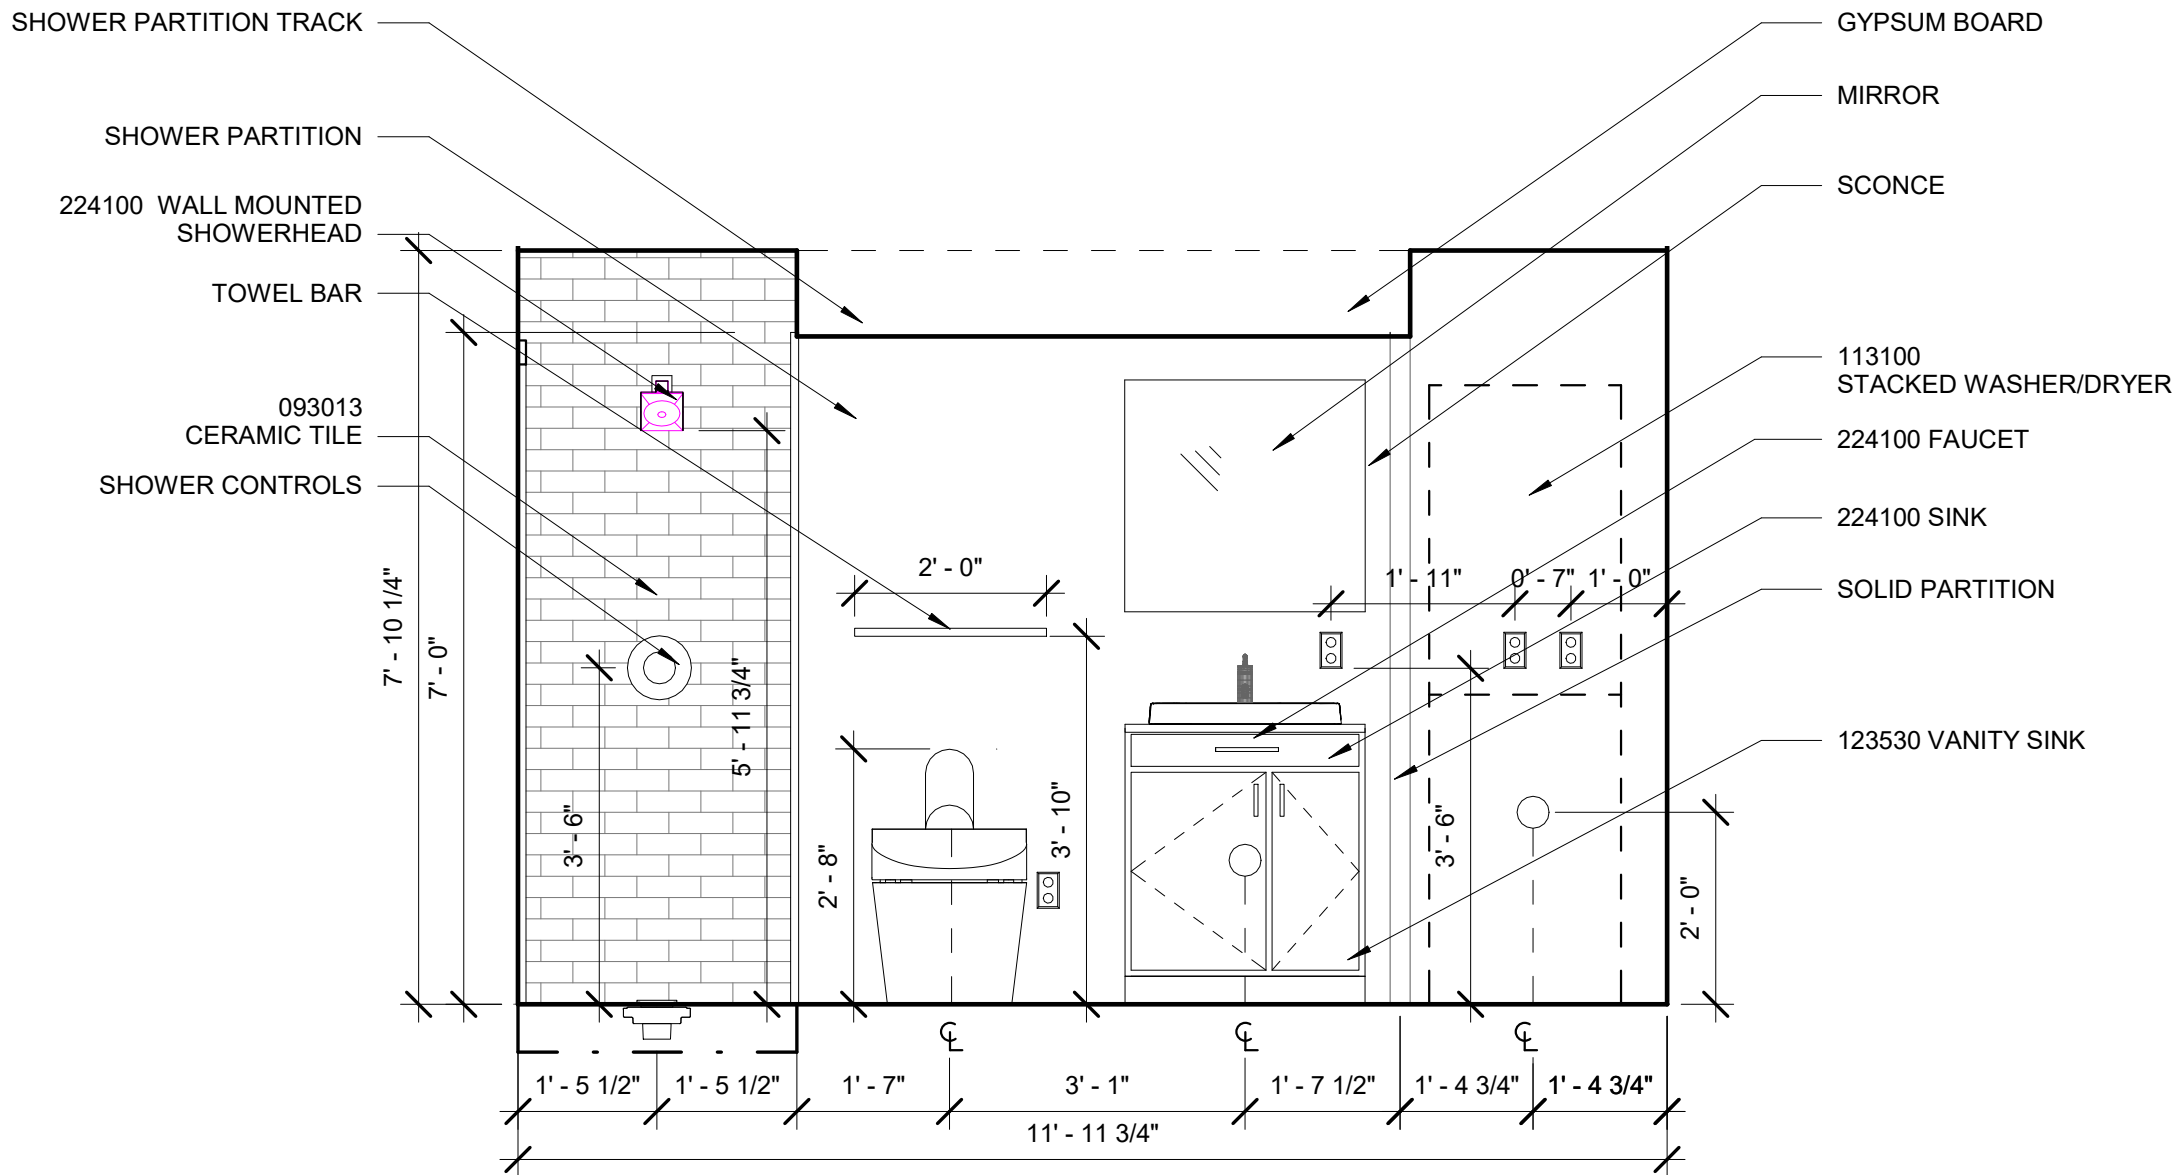 SHOWER PARTITION TRACK
SHOWER PARTITION
224100  WALL MOUNTED
SHOWERHEAD
TOWEL BAR
093013
CERAMIC TILE
SHOWER CONTROLS
GYPSUM BOARD
MIRROR
SCONCE
113100
STACKED WASHER/DRYER
224100 FAUCET
224100 SINK
SOLID PARTITION
123530 VANITY SINK
7' - 10 1/4"
7' - 0"
3' - 6"
5' - 11 3/4"
2' - 8"
2' - 0"
3' - 10"
1' - 11"
0' - 7"
1' - 0"
3' - 6"
2' - 0"
℄
℄
℄
1' - 5 1/2"
1' - 5 1/2"
1' - 7"
3' - 1"
1' - 7 1/2"
1' - 4 3/4"
1' - 4 3/4"
11' - 11 3/4"